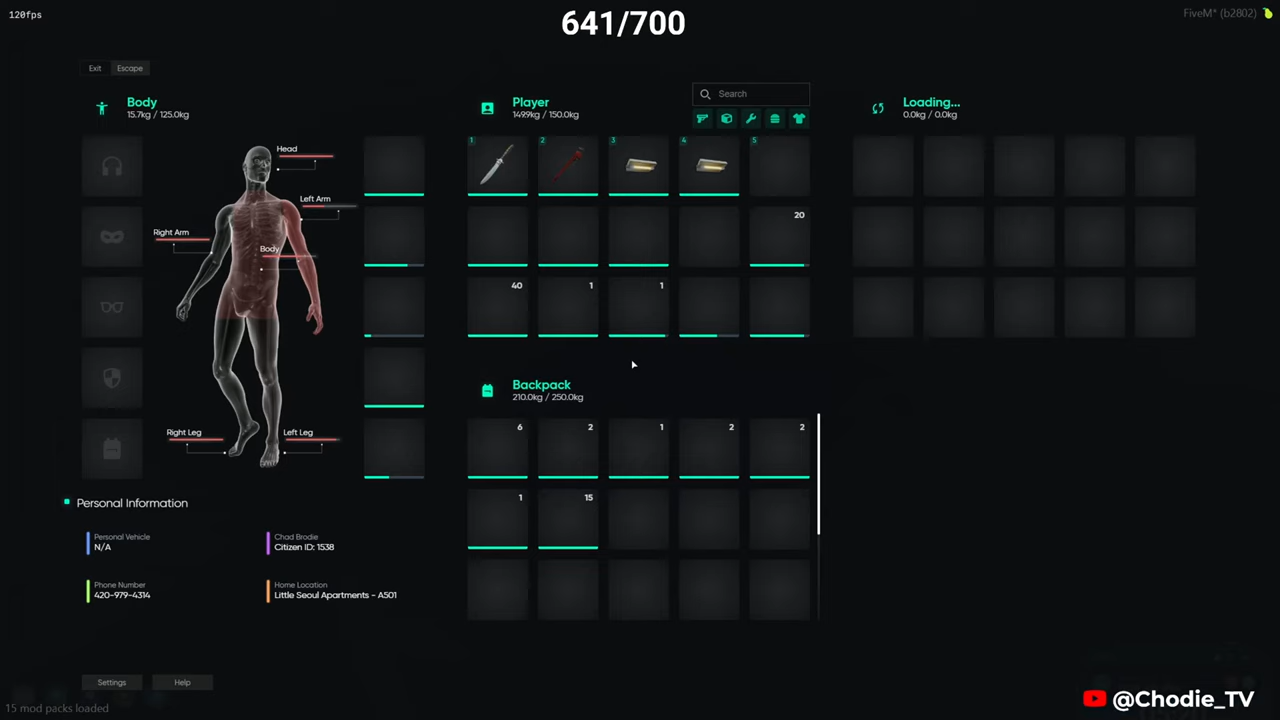 120fps
641/700
FiveM* (b2802)
Exit
Escape
Body
15.7kg / 125.0kg
Player
149.9kg / 150.0kg
Search
Loading...
0.0kg / 0.0kg
1
2
3
4
5
Head
Left Arm
Right Arm
Body
20
40
1
1
Backpack
210.0kg / 250.0kg
6
2
1
2
2
Right Leg
Left Leg
1
15
Personal Information
Personal Vehicle
N/A
Chad Brodie
Citizen ID: 1538
Phone Number
420-979-4314
Home Location
Little Seoul Apartments - A501
Settings
Help
15 mod packs loaded
@Chodie_TV